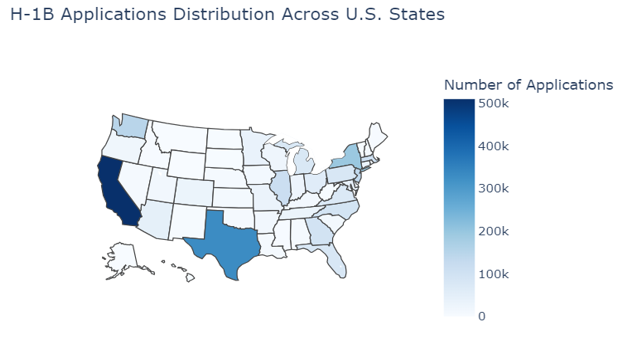 H-1B Applications Distribution Across U.S. States
Number of Applications
500k
400k
300k
200k
100k
0